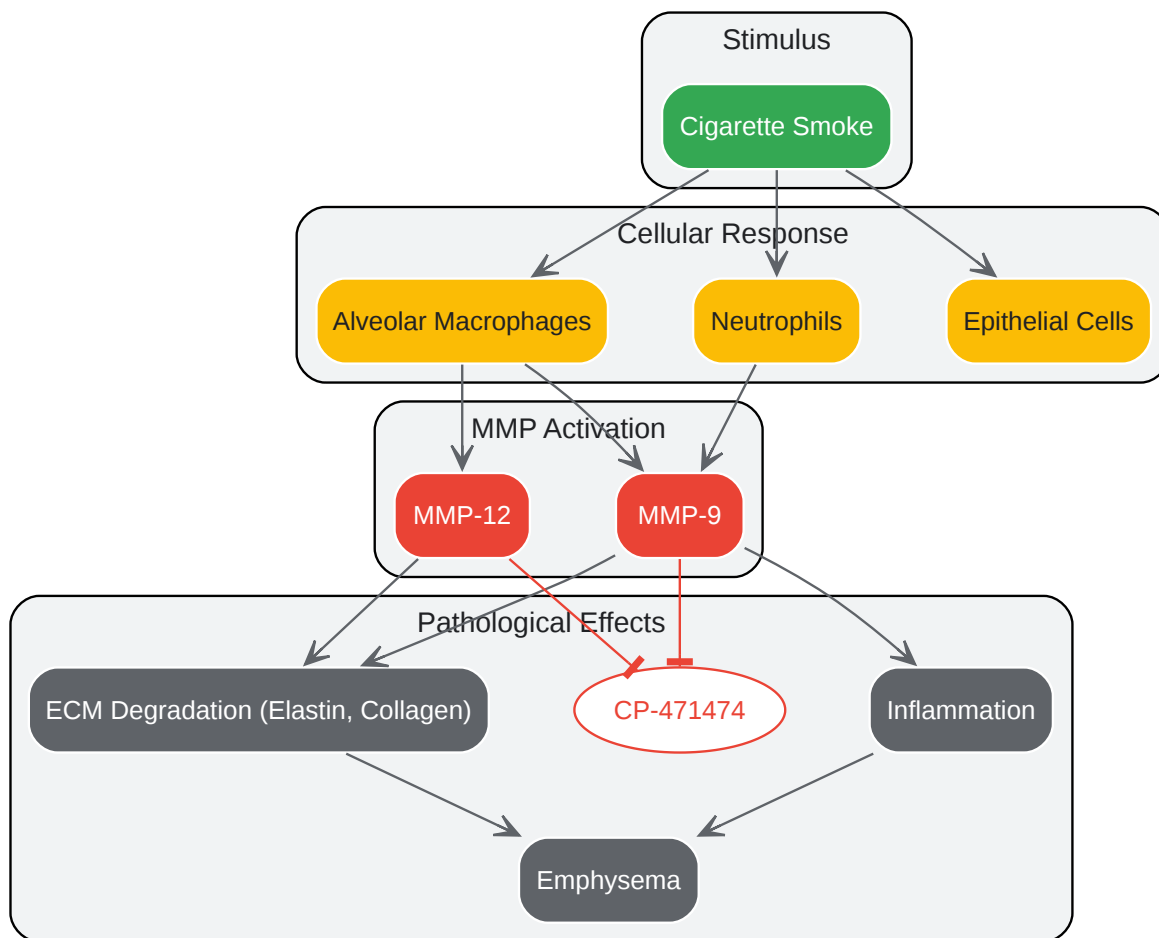 Stimulus
Cigarette Smoke
Cellular Response
Alveolar Macrophages
Neutrophils
Epithelial Cells
MMP Activation
MMP-12
MMP-9
Pathological Effects
ECM Degradation (Elastin, Collagen)
CP-471474
Inflammation
Emphysema